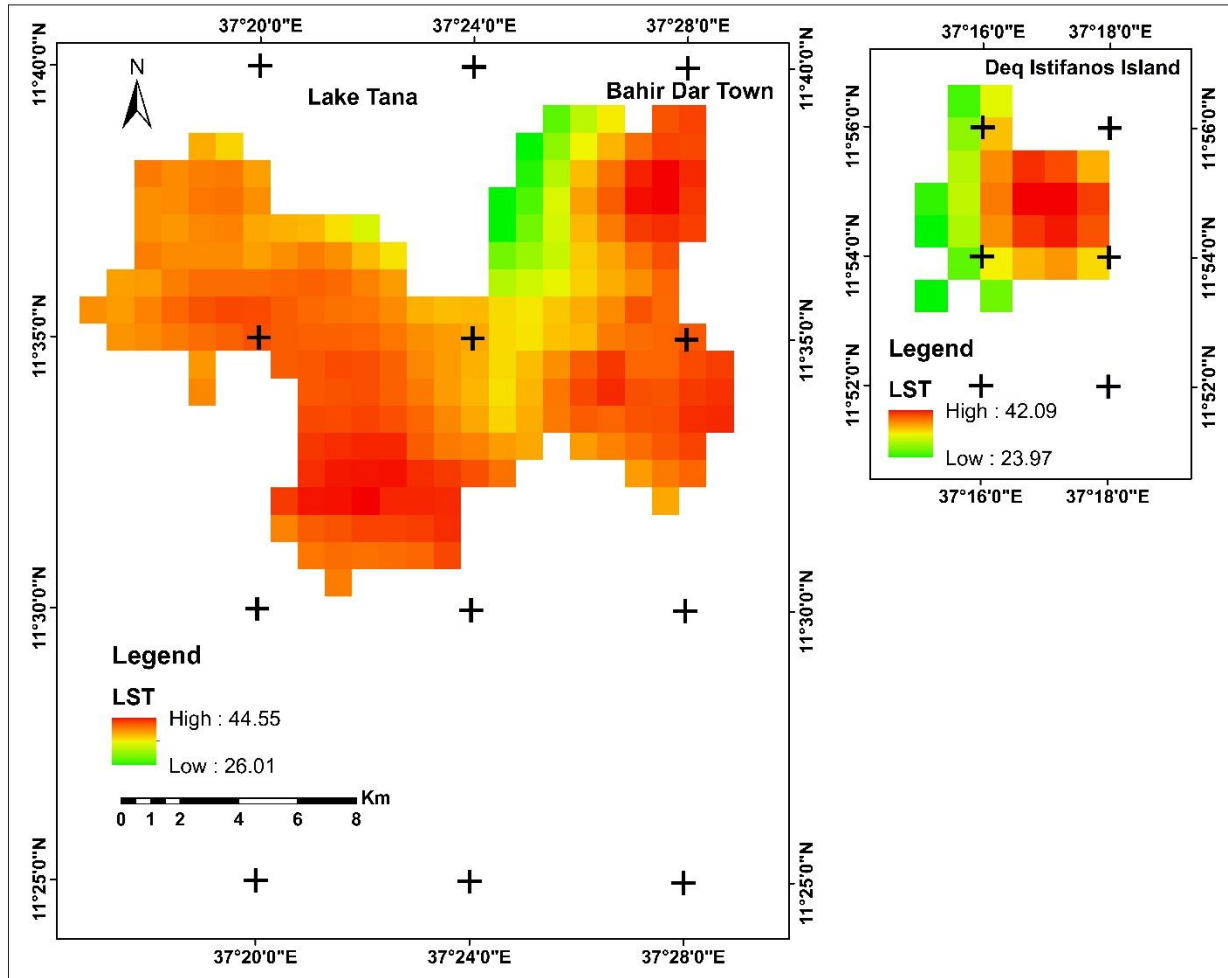 37°20'0"E 37°24'0"E 37°28'0"E
11°40'0"N
11°40'0"N
N
Lake Tana
Bahir Dar Town
11°35'0"N
11°35'0"N
11°30'0"N
11°30'0"N
Legend
LST
High : 44.55
Low : 26.01
Km
0 1 2 4 6 8
11°25'0"N
11°25'0"N
37°20'0"E 37°24'0"E 37°28'0"E
37°16'0"E 37°18'0"E
Deq Istifanos Island
11°56'0"N
11°56'0"N
11°54'0"N
11°54'0"N
Legend
LST
High : 42.09
Low : 23.97
11°52'0"N
11°52'0"N
37°16'0"E 37°18'0"E